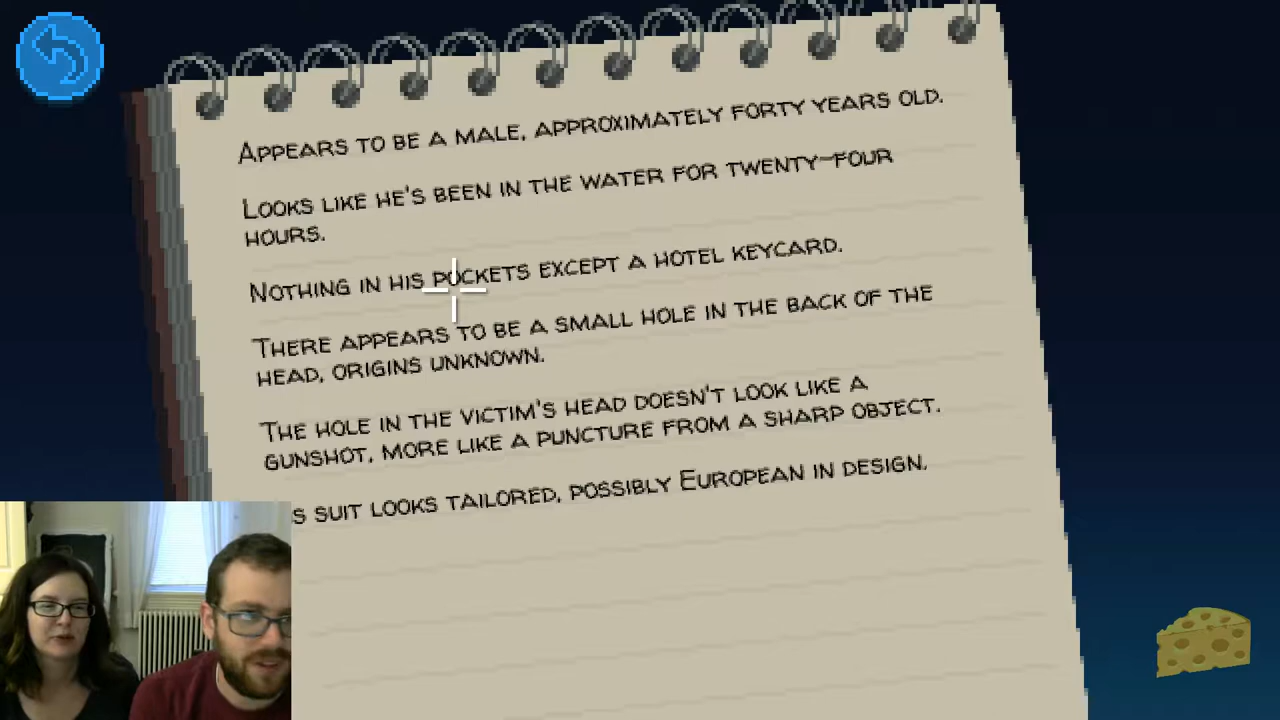 Appears to be a male, approximately forty years old.
Looks like he's been in the water for twenty-four
hours.
Nothing in his pockets except a hotel keycard.
There appears to be a small hole in the back of the
head, origins unknown.
The hole in the victim's head doesn't look like a
gunshot, more like a puncture from a sharp object.
s suit looks tailored, possibly European in design.